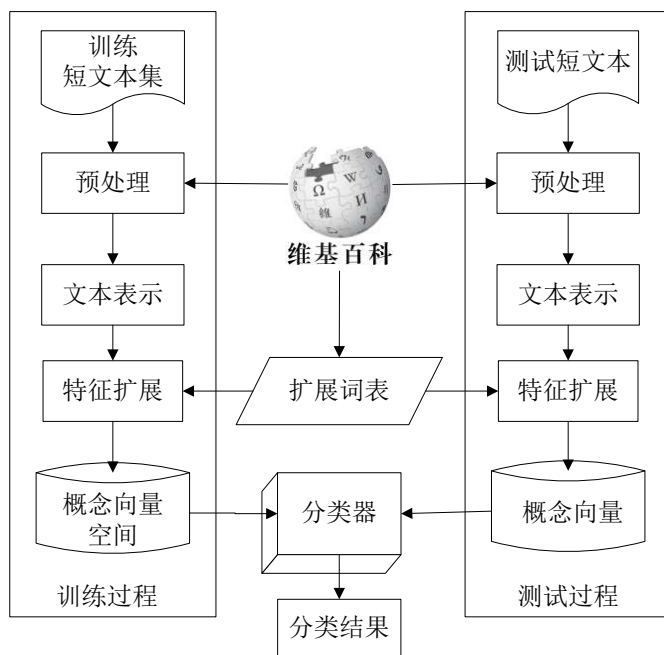 训练
短文本集
预处理
文本表示
特征扩展
概念向量
空间
训练过程
Ω
W
И
維
维基百科
扩展词表
分类器
分类结果
测试短文本
预处理
文本表示
特征扩展
概念向量
测试过程